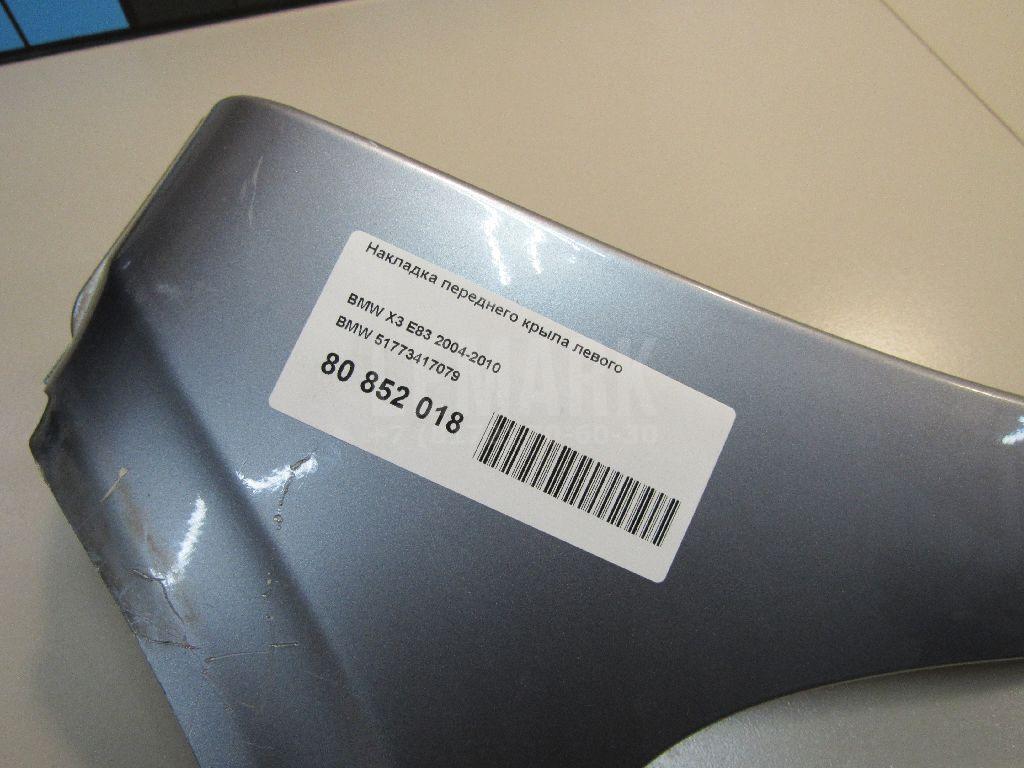 Накладка переднего крыла левого
BMW X3 E83 2004-2010
BMW 51773417079
80 852 018